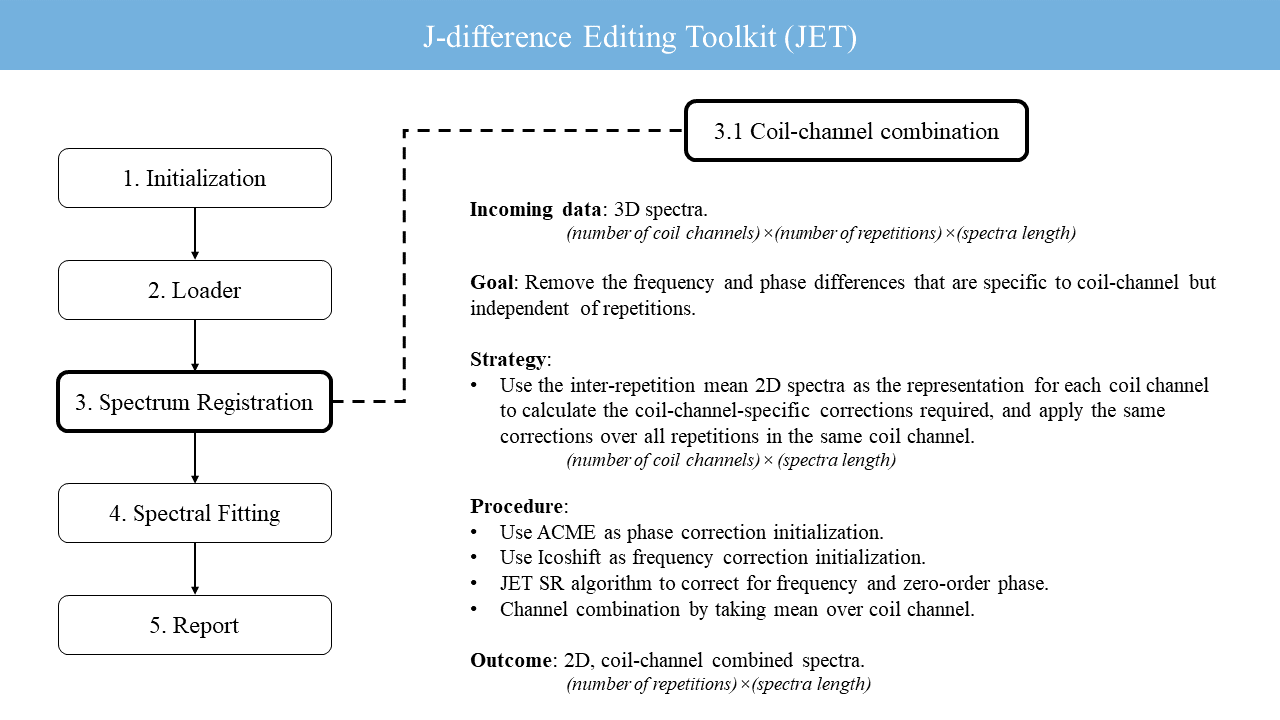 J-difference Editing Toolkit (JET)
1. Initialization
2. Loader
3. Spectrum Registration
4. Spectral Fitting
5. Report
3.1 Coil-channel combination
Incoming data: 3D spectra.
(number of coil channels)×(number of repetitions)×(spectra length)
Goal: Remove the frequency and phase differences that are specific to coil-channel but
independent of repetitions.
Strategy:
• Use the inter-repetition mean 2D spectra as the representation for each coil channel
to calculate the coil-channel-specific corrections required, and apply the same
corrections over all repetitions in the same coil channel.
(number of coil channels)× (spectra length)
Procedure:
• Use ACME as phase correction initialization.
• Use Icoshift as frequency correction initialization.
• JET SR algorithm to correct for frequency and zero-order phase.
• Channel combination by taking mean over coil channel.
Outcome: 2D, coil-channel combined spectra.
(number of repetitions)×(spectra length)